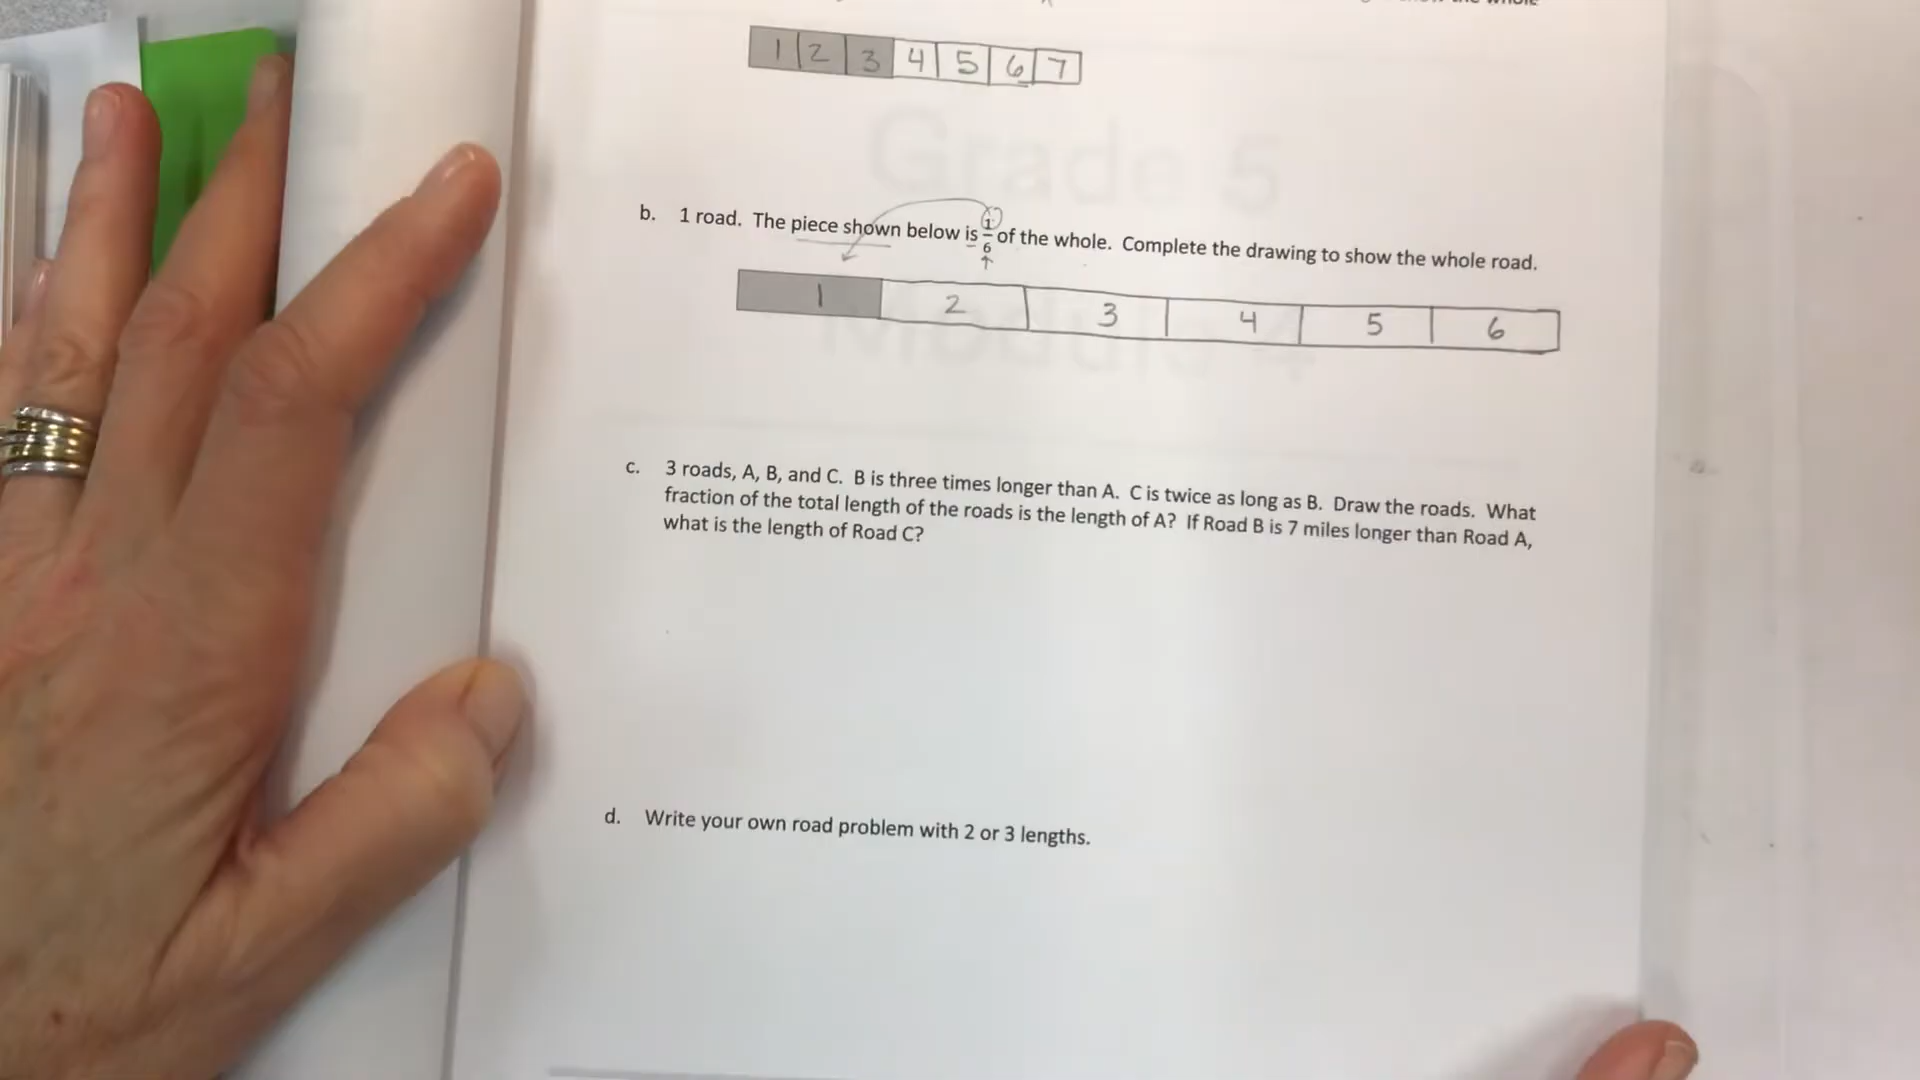 1 2 3 4 5 6 7
Grade 5
b. 1 road. The piece shown below is 1/6 of the whole. Complete the drawing to show the whole road.
1 2 3 4 5 6
c. 3 roads, A, B, and C. B is three times longer than A. C is twice as long as B. Draw the roads. What
fraction of the total length of the roads is the length of A? If Road B is 7 miles longer than Road A,
what is the length of Road C?
d. Write your own road problem with 2 or 3 lengths.